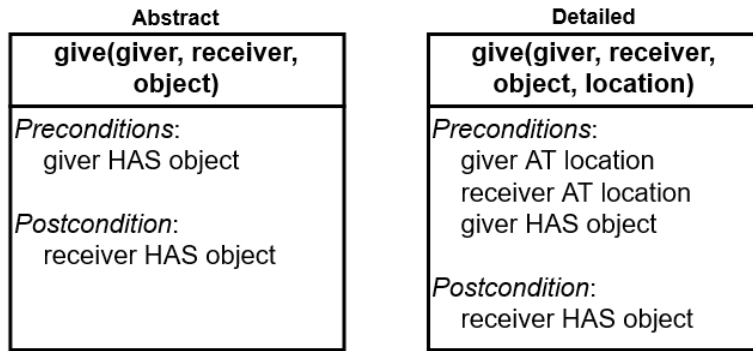 Abstract
give(giver, receiver,
object)
Preconditions:
giver HAS object
Postcondition:
receiver HAS object
Detailed
give(giver, receiver,
object, location)
Preconditions:
giver AT location
receiver AT location
giver HAS object
Postcondition:
receiver HAS object